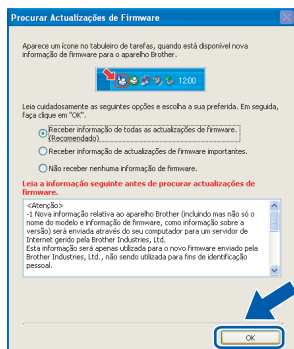 Procurar Actualizações de Firmware
Aparece um ícone no tabuleiro de tarefas, quando está disponível nova
informação de firmware para o aparelho Brother.
12:00
Leia cuidadosamente as seguintes opções e escolha a sua preferida. Em seguida,
faça clique em "OK".
Receber informação de todas as actualizações de firmware.
(Recomendado)
Receber informação de actualizações de firmware importantes.
Não receber nenhuma informação de firmware.
Leia a informação seguinte antes de procurar actualizações de
firmware.
<Atenção>
-1 Nova informação relativa ao aparelho Brother (incluindo mas não só o
nome do modelo e informação de firmware, como informação sobre a
versão) será enviada através do seu computador para um servidor de
Internet gerido pela Brother Industries, Ltd.
Esta informação será apenas utilizada para o novo firmware enviado pela
Brother Industries, Ltd., não sendo utilizada para fins de identificação
pessoal.
OK